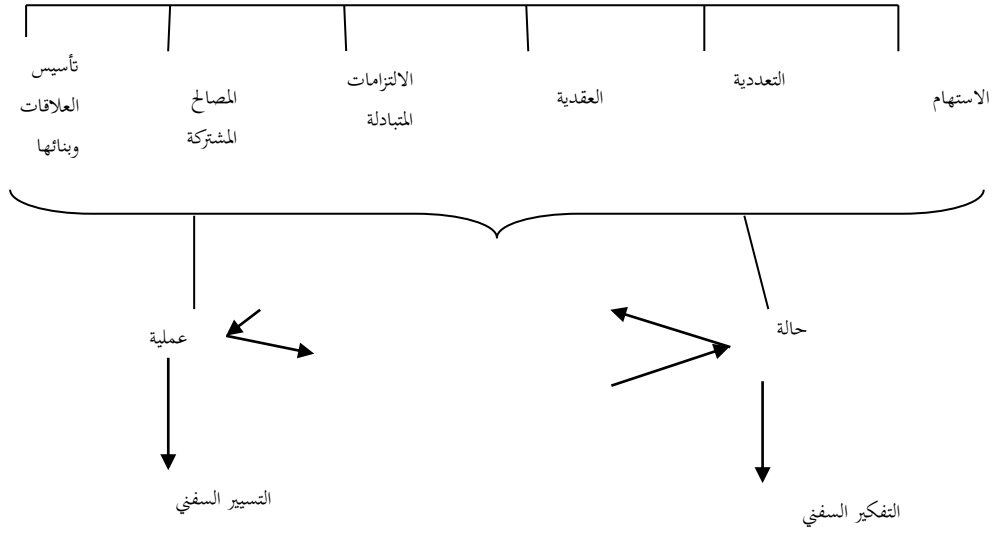 الاستهام
التعددية
العقدية
الالتزامات
المتبادلة
المصالح
المشتركة
تأسيس
العلاقات
وبنائها
حالة
عملية
التفكير السفني
التسيير السفني